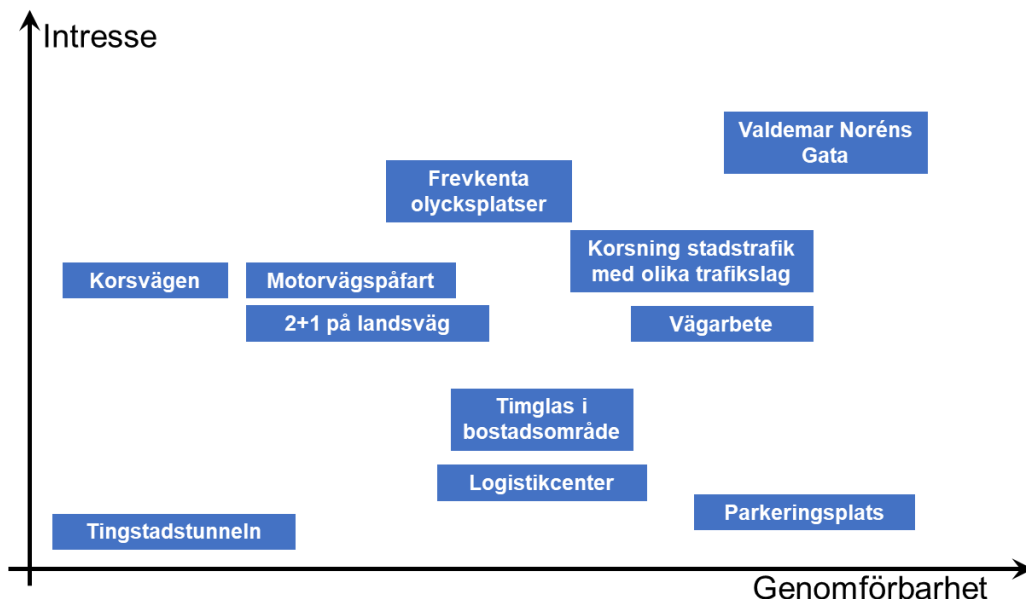 Intresse
Valdemar Noréns
Gata
Frevkenta
olycksplatser
Korsning stadstrafik
med olika trafikslag
Korsvägen
Motorvägspåfart
2+1 på landsväg
Vägarbete
Timglas i
bostadsområde
Logistikcenter
Parkeringsplats
Tingstadstunneln
Genomförbarhet